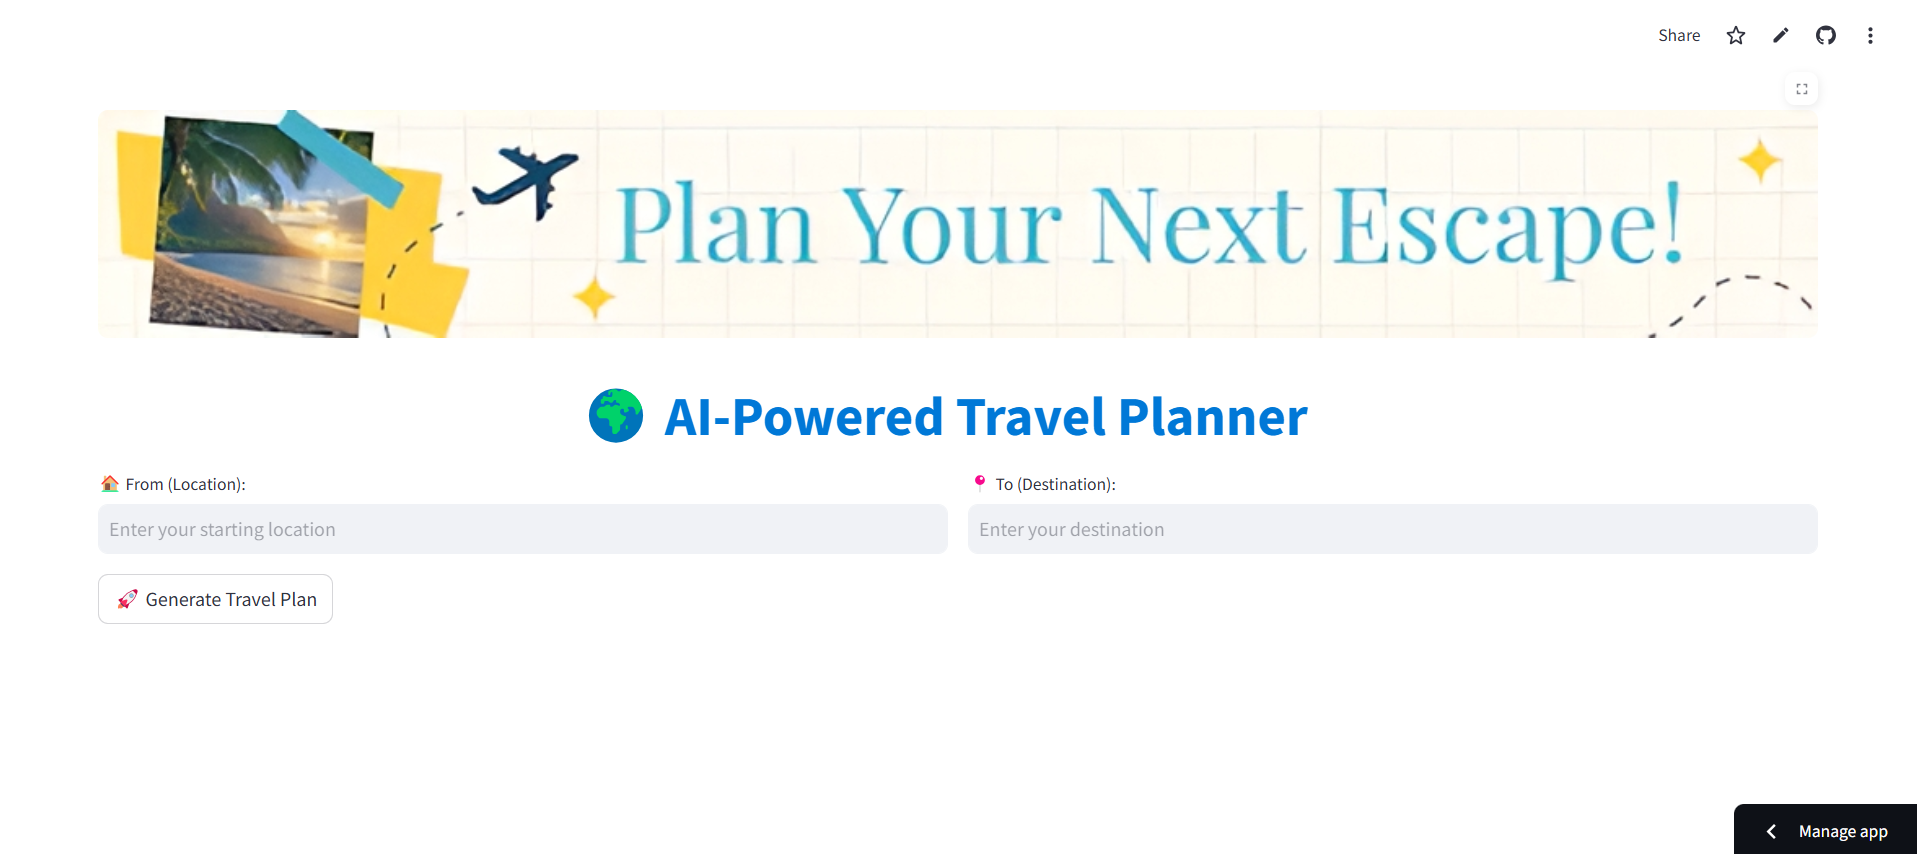 Share
Plan Your Next Escape!
AI-Powered Travel Planner
From (Location):
To (Destination):
Enter your starting location
Enter your destination
Generate Travel Plan
Manage app